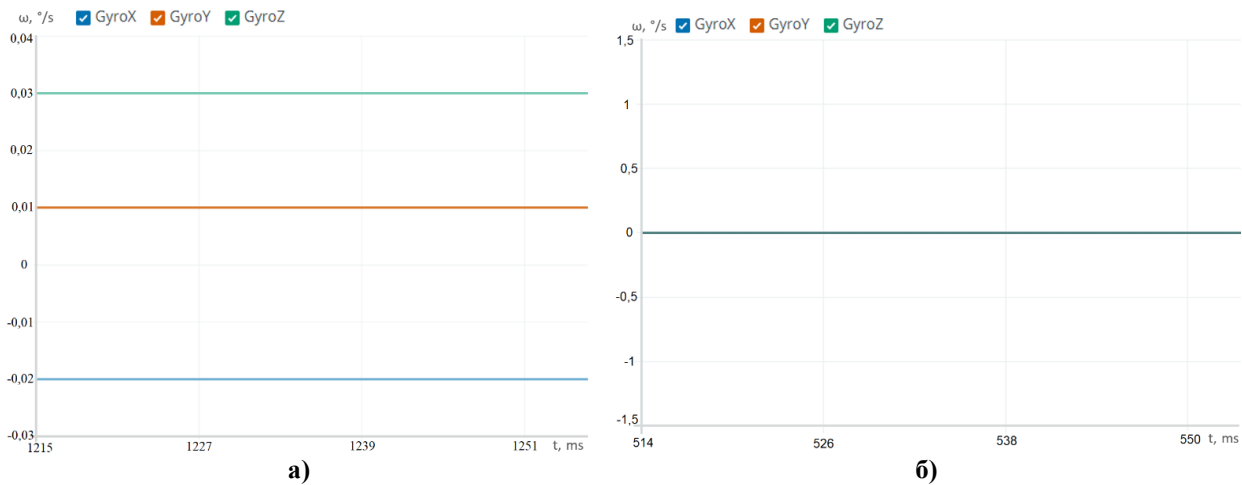 ω, °/s GyroX GyroY GyroZ
0,04
0,03
0,02
0,01
0
-0,01
-0,02
-0,03
1215 1227 1239 1251 t, ms
а)
ω, °/s GyroX GyroY GyroZ
1,5
1
0,5
0
-0,5
-1
-1,5
514 526 538 550 t, ms
б)